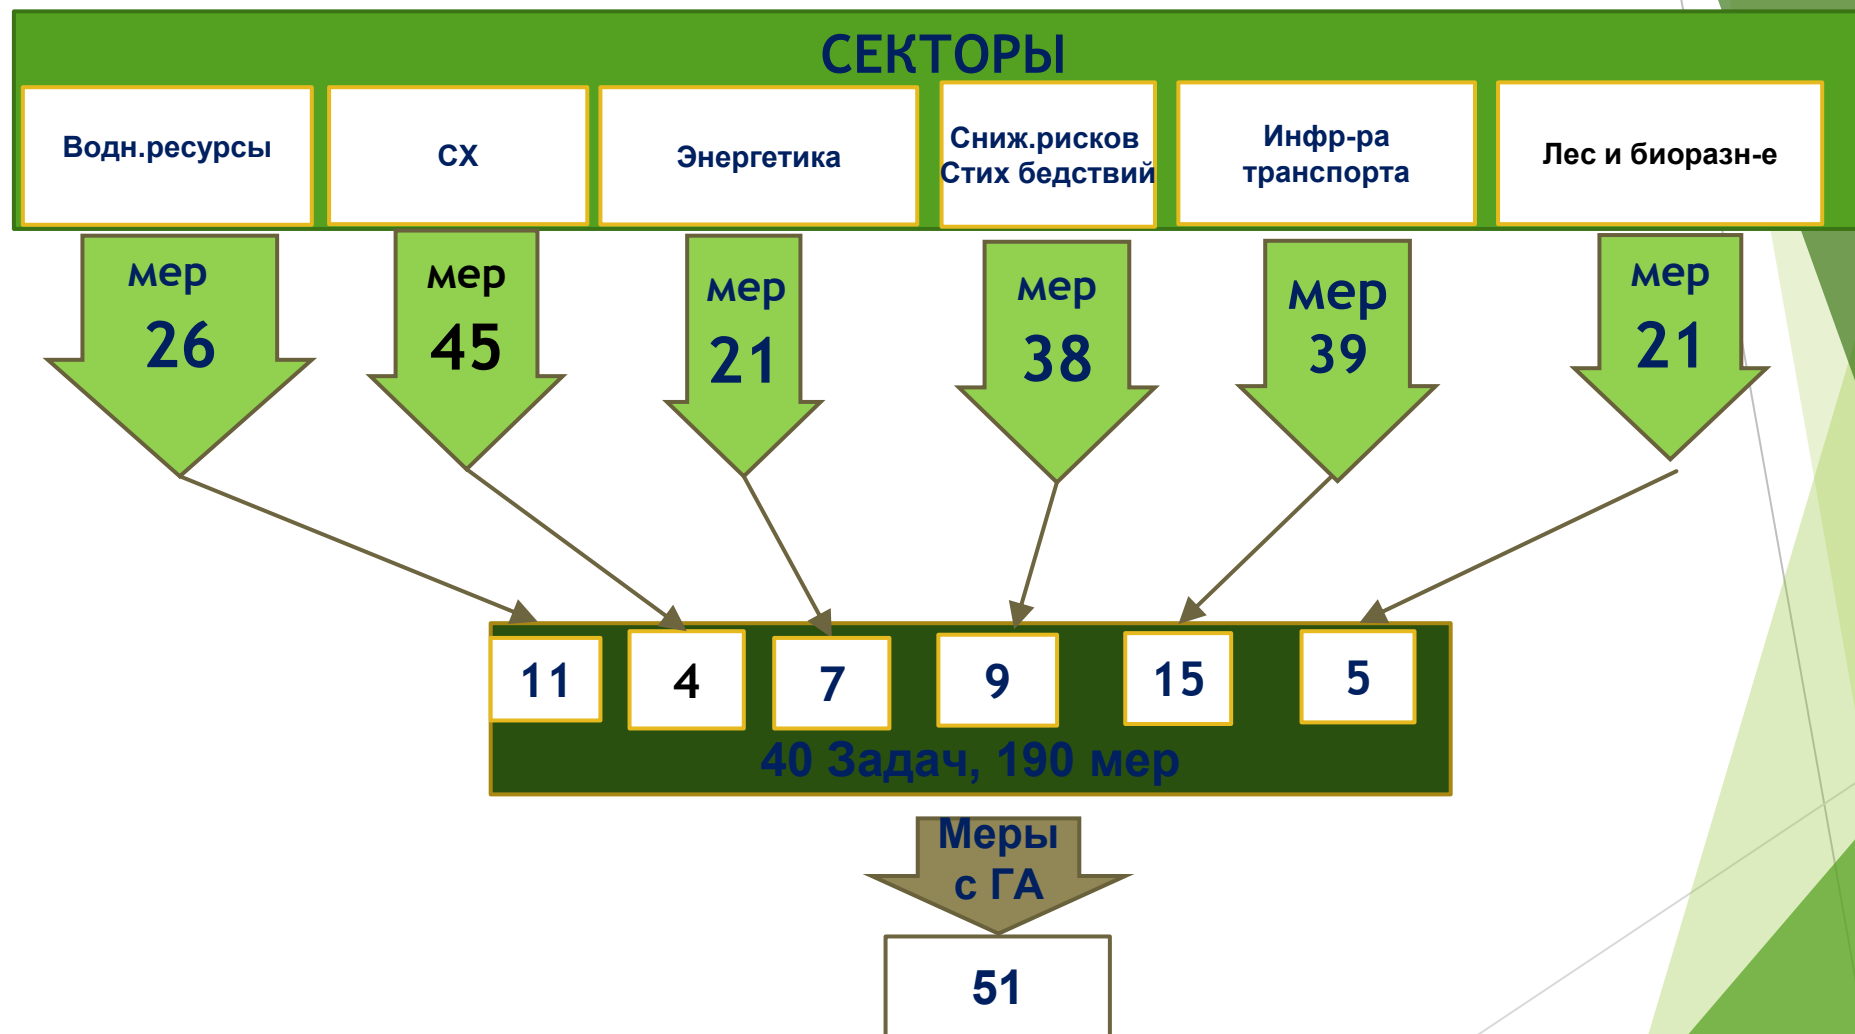 СЕКТОРЫ
Водн.ресурсы
СХ
Энергетика
Сниж.рисков
Стих бедствий
Инфр-ра
транспорта
Лес и биоразн-е
мер
26
мер
45
мер
21
мер
38
мер
39
мер
21
11
4
7
9
15
5
40 Задач, 190 мер
Меры
с ГА
51